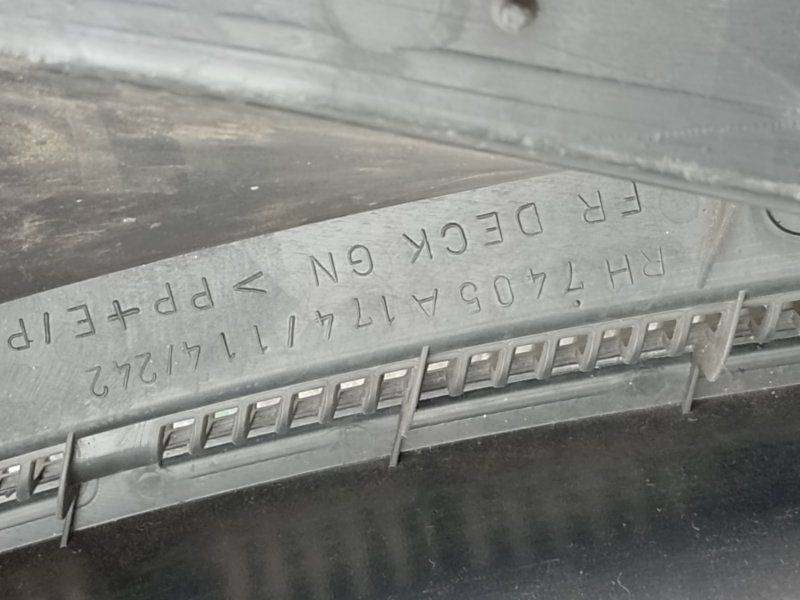 FR DECK GN >PP+E/P
RH 7405A174/114/242